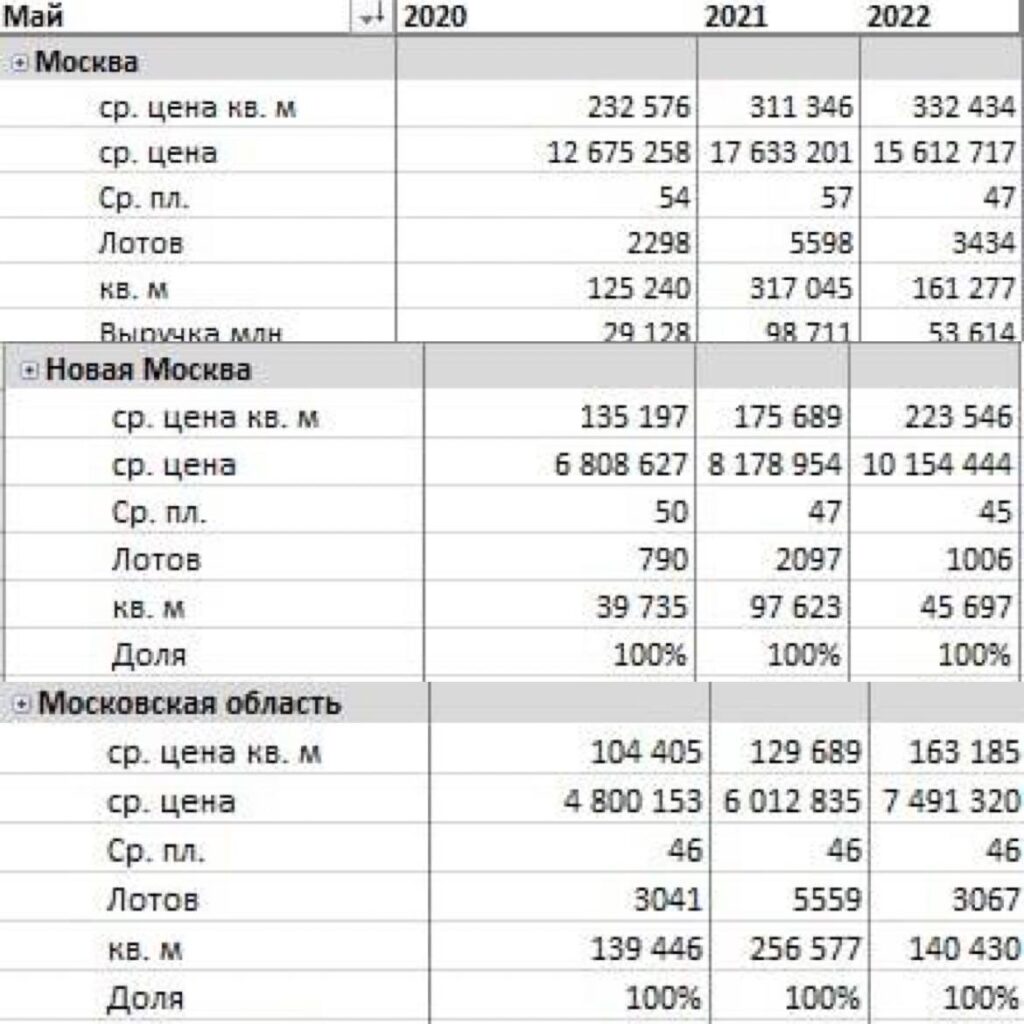 Май 2020 2021 2022
Москва
ср. цена кв. м 232 576 311 346 332 434
ср. цена 12 675 258 17 633 201 15 612 717
Ср. пл. 54 57 47
Лотов 2298 5598 3434
кв. м 125 240 317 045 161 277
Выручка млн 29 128 98 711 53 614
Новая Москва
ср. цена кв. м 135 197 175 689 223 546
ср. цена 6 808 627 8 178 954 10 154 444
Ср. пл. 50 47 45
Лотов 790 2097 1006
кв. м 39 735 97 623 45 697
Доля 100% 100% 100%
Московская область
ср. цена кв. м 104 405 129 689 163 185
ср. цена 4 800 153 6 012 835 7 491 320
Ср. пл. 46 46 46
Лотов 3041 5559 3067
кв. м 139 446 256 577 140 430
Доля 100% 100% 100%